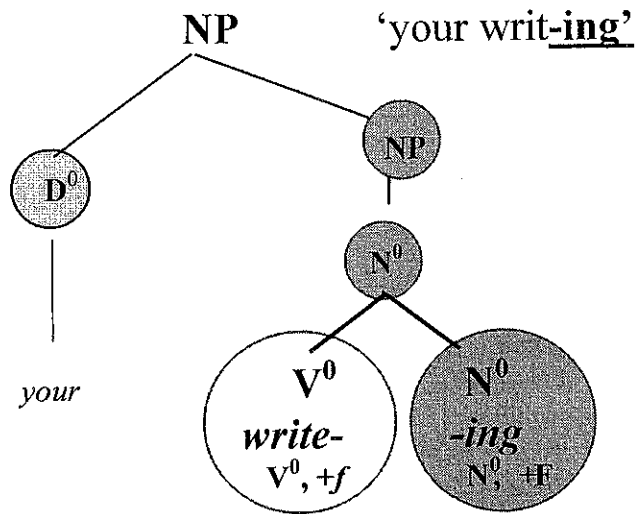 NP 'your writ-ing'
NP
D⁰
N⁰
V⁰ N⁰
your
write- -ing
V⁰, +f N⁰, +F